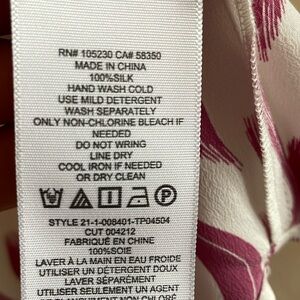 RN# 105230 CA# 58350
MADE IN CHINA
100%SILK
HAND WASH COLD
USE MILD DETERGENT
WASH SEPARATELY
ONLY NON-CHLORINE BLEACH IF
NEEDED
DO NOT WRING
LINE DRY
COOL IRON IF NEEDED
OR DRY CLEAN
P
STYLE 21-1-008401-TP04504
CUT 004212
FABRIQUÉ EN CHINE
100%SOIE
LAVER À LA MAIN EN EAU FROIDE
UTILISER UN DÉTERGENT DOUX
LAVER SÉPARÉMENT
UTILISER SEULEMENT UN AGENT
BLANCHIMENT NON CHLORÉ